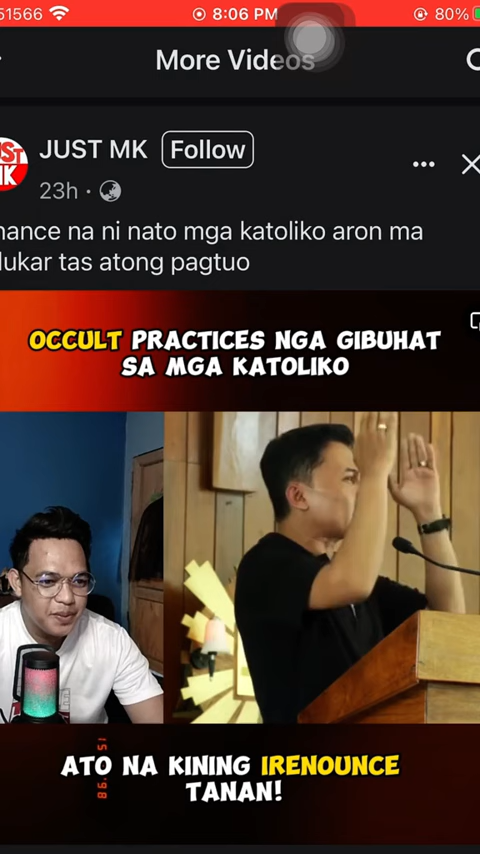 51566
8:06 PM
80%
More Videos
JUST MK
Follow
23h
hance na ni nato mga katoliko aron ma
lukar tas atong pagtuo
OCCULT PRACTICES NGA GIBUHAT
SA MGA KATOLIKO
ATO NA KINING IRENOUNCE
TANAN!